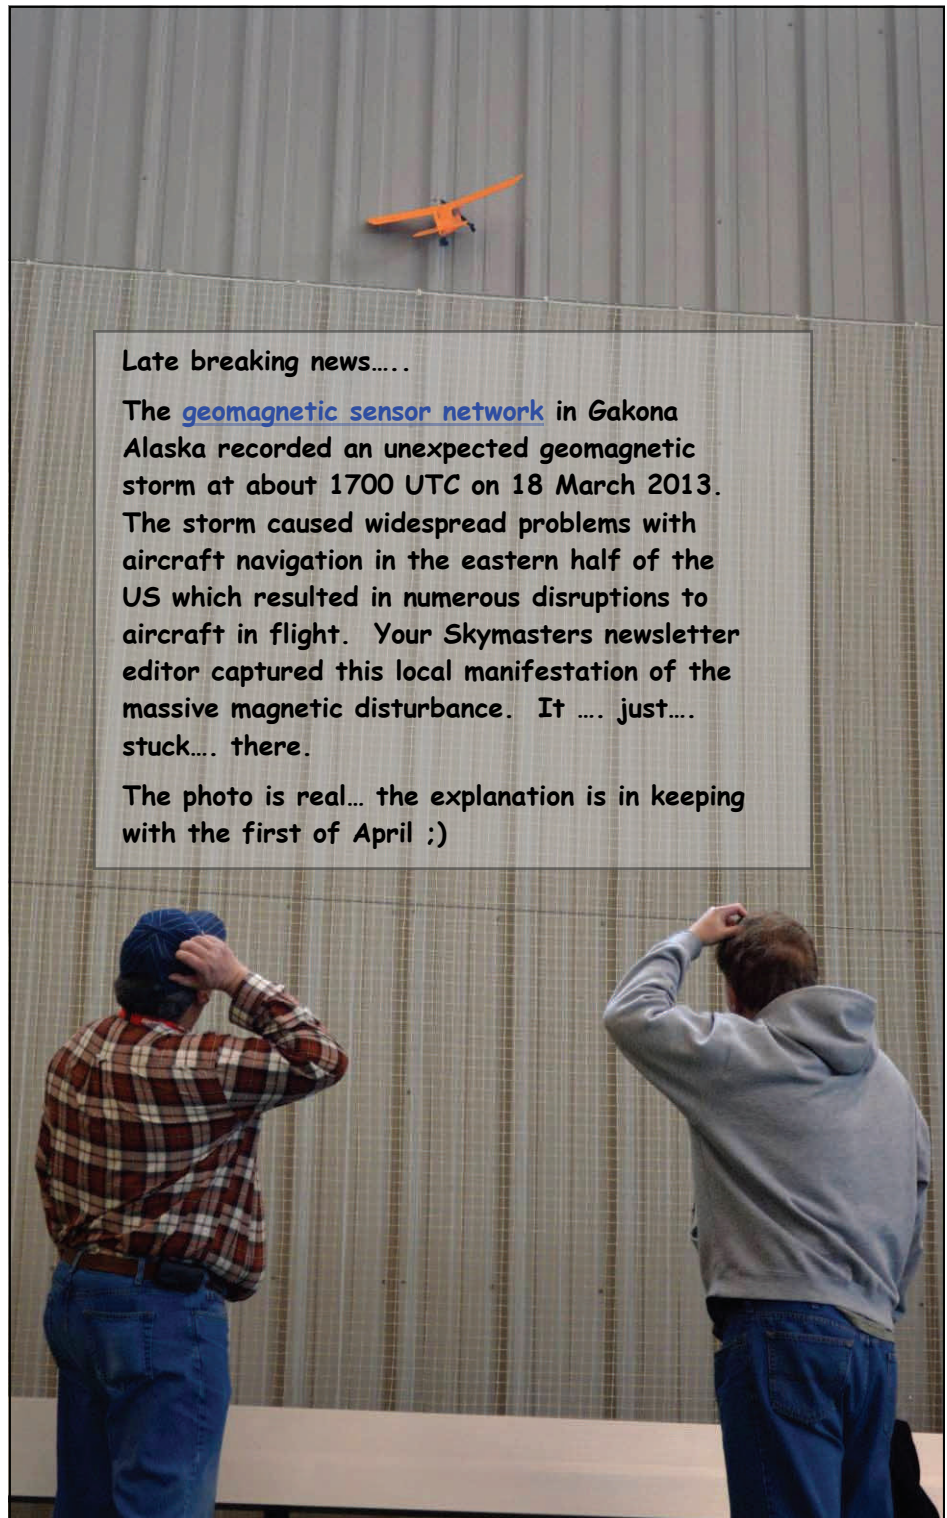 Late breaking news…..
The geomagnetic sensor network in Gakona
Alaska recorded an unexpected geomagnetic
storm at about 1700 UTC on 18 March 2013.
The storm caused widespread problems with
aircraft navigation in the eastern half of the
US which resulted in numerous disruptions to
aircraft in flight.  Your Skymasters newsletter
editor captured this local manifestation of the
massive magnetic disturbance.  It …. just….
stuck…. there.
The photo is real… the explanation is in keeping
with the first of April ;)